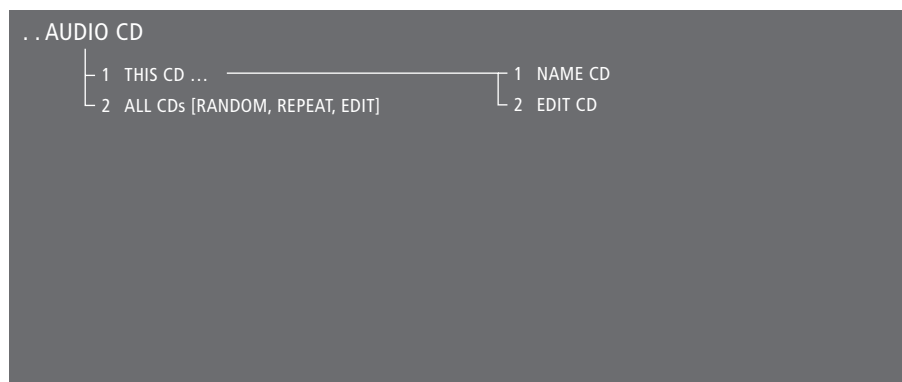 . . AUDIO CD
1 THIS CD ... 1 NAME CD
2 ALL CDs [RANDOM, REPEAT, EDIT] 2 EDIT CD